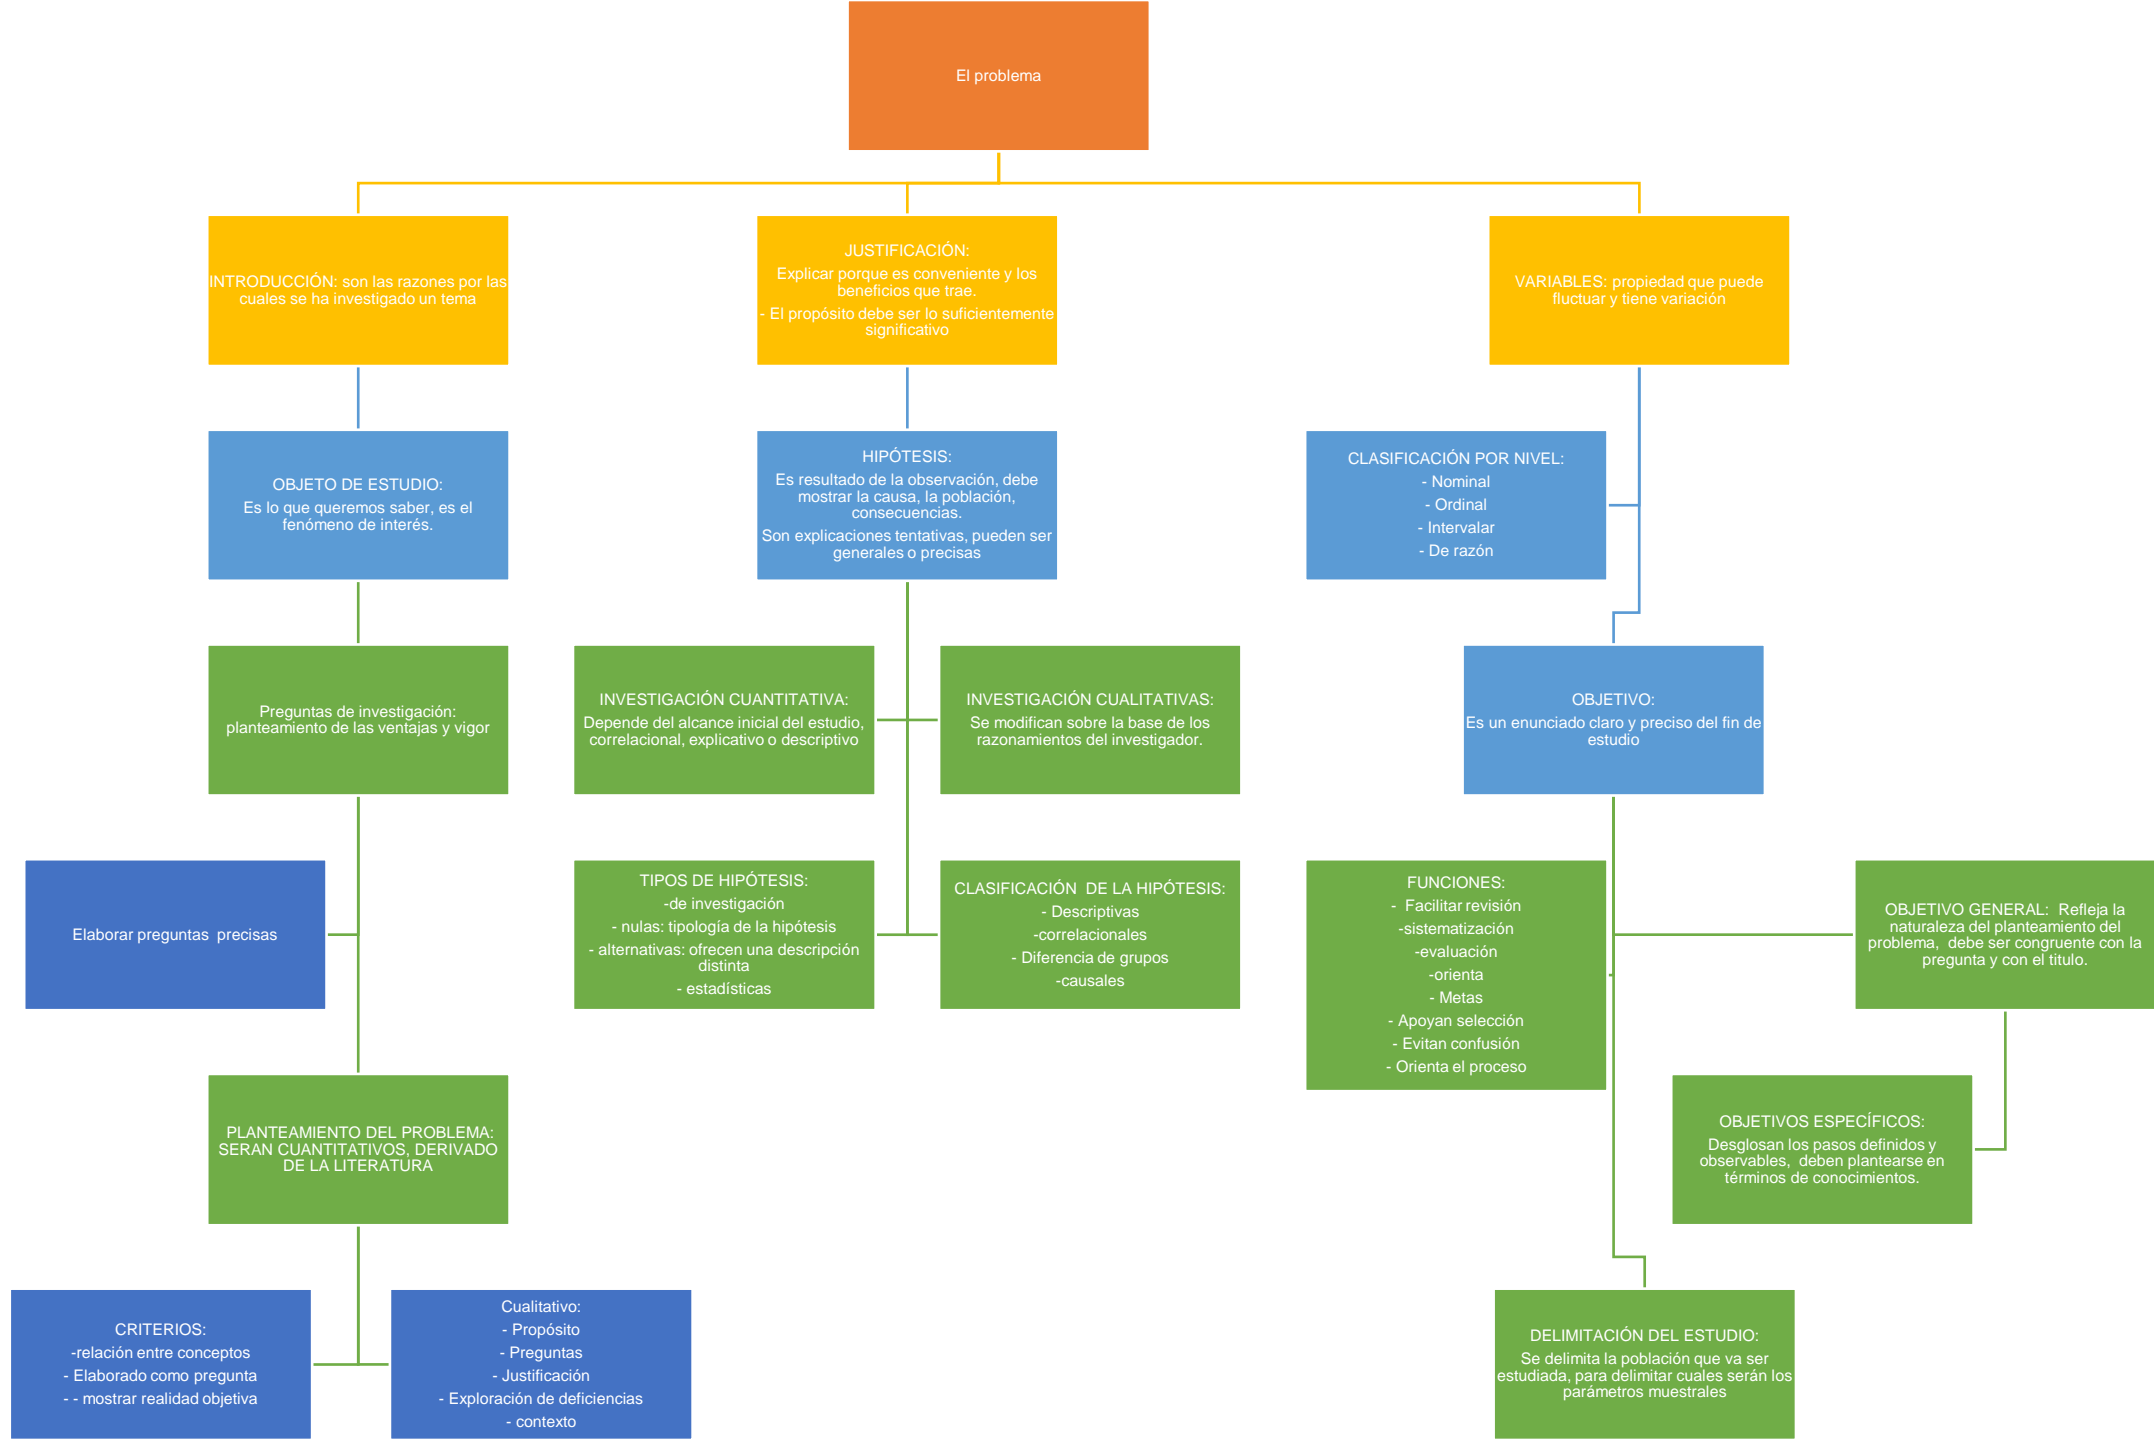 El problema
INTRODUCCIÓN: son las razones por las
cuales se ha investigado un tema
JUSTIFICACIÓN:
Explicar porque es conveniente y los
beneficios que trae.
- El propósito debe ser lo suficientemente
significativo
VARIABLES: propiedad que puede
fluctuar y tiene variación
OBJETO DE ESTUDIO:
Es lo que queremos saber, es el
fenómeno de interés.
HIPÓTESIS:
Es resultado de la observación, debe
mostrar la causa, la población,
consecuencias.
Son explicaciones tentativas, pueden ser
generales o precisas
CLASIFICACIÓN POR NIVEL:
- Nominal
- Ordinal
- Intervalar
- De razón
Preguntas de investigación:
planteamiento de las ventajas y vigor
INVESTIGACIÓN CUANTITATIVA:
Depende del alcance inicial del estudio,
correlacional, explicativo o descriptivo
INVESTIGACIÓN CUALITATIVAS:
Se modifican sobre la base de los
razonamientos del investigador.
OBJETIVO:
Es un enunciado claro y preciso del fin de
estudio
Elaborar preguntas  precisas
TIPOS DE HIPÓTESIS:
-de investigación
- nulas: tipología de la hipótesis
- alternativas: ofrecen una descripción
distinta
- estadísticas
CLASIFICACIÓN  DE LA HIPÓTESIS:
- Descriptivas
-correlacionales
- Diferencia de grupos
-causales
FUNCIONES:
-  Facilitar revisión
-sistematización
-evaluación
-orienta
- Metas
- Apoyan selección
- Evitan confusión
- Orienta el proceso
OBJETIVO GENERAL:  Refleja la
naturaleza del planteamiento del
problema,  debe ser congruente con la
pregunta y con el titulo.
PLANTEAMIENTO DEL PROBLEMA:
SERAN CUANTITATIVOS, DERIVADO
DE LA LITERATURA
OBJETIVOS ESPECÍFICOS:
Desglosan los pasos definidos y
observables,  deben plantearse en
términos de conocimientos.
CRITERIOS:
-relación entre conceptos
- Elaborado como pregunta
- - mostrar realidad objetiva
Cualitativo:
- Propósito
- Preguntas
- Justificación
- Exploración de deficiencias
- contexto
DELIMITACIÓN DEL ESTUDIO:
Se delimita la población que va ser
estudiada, para delimitar cuales serán los
parámetros muestrales